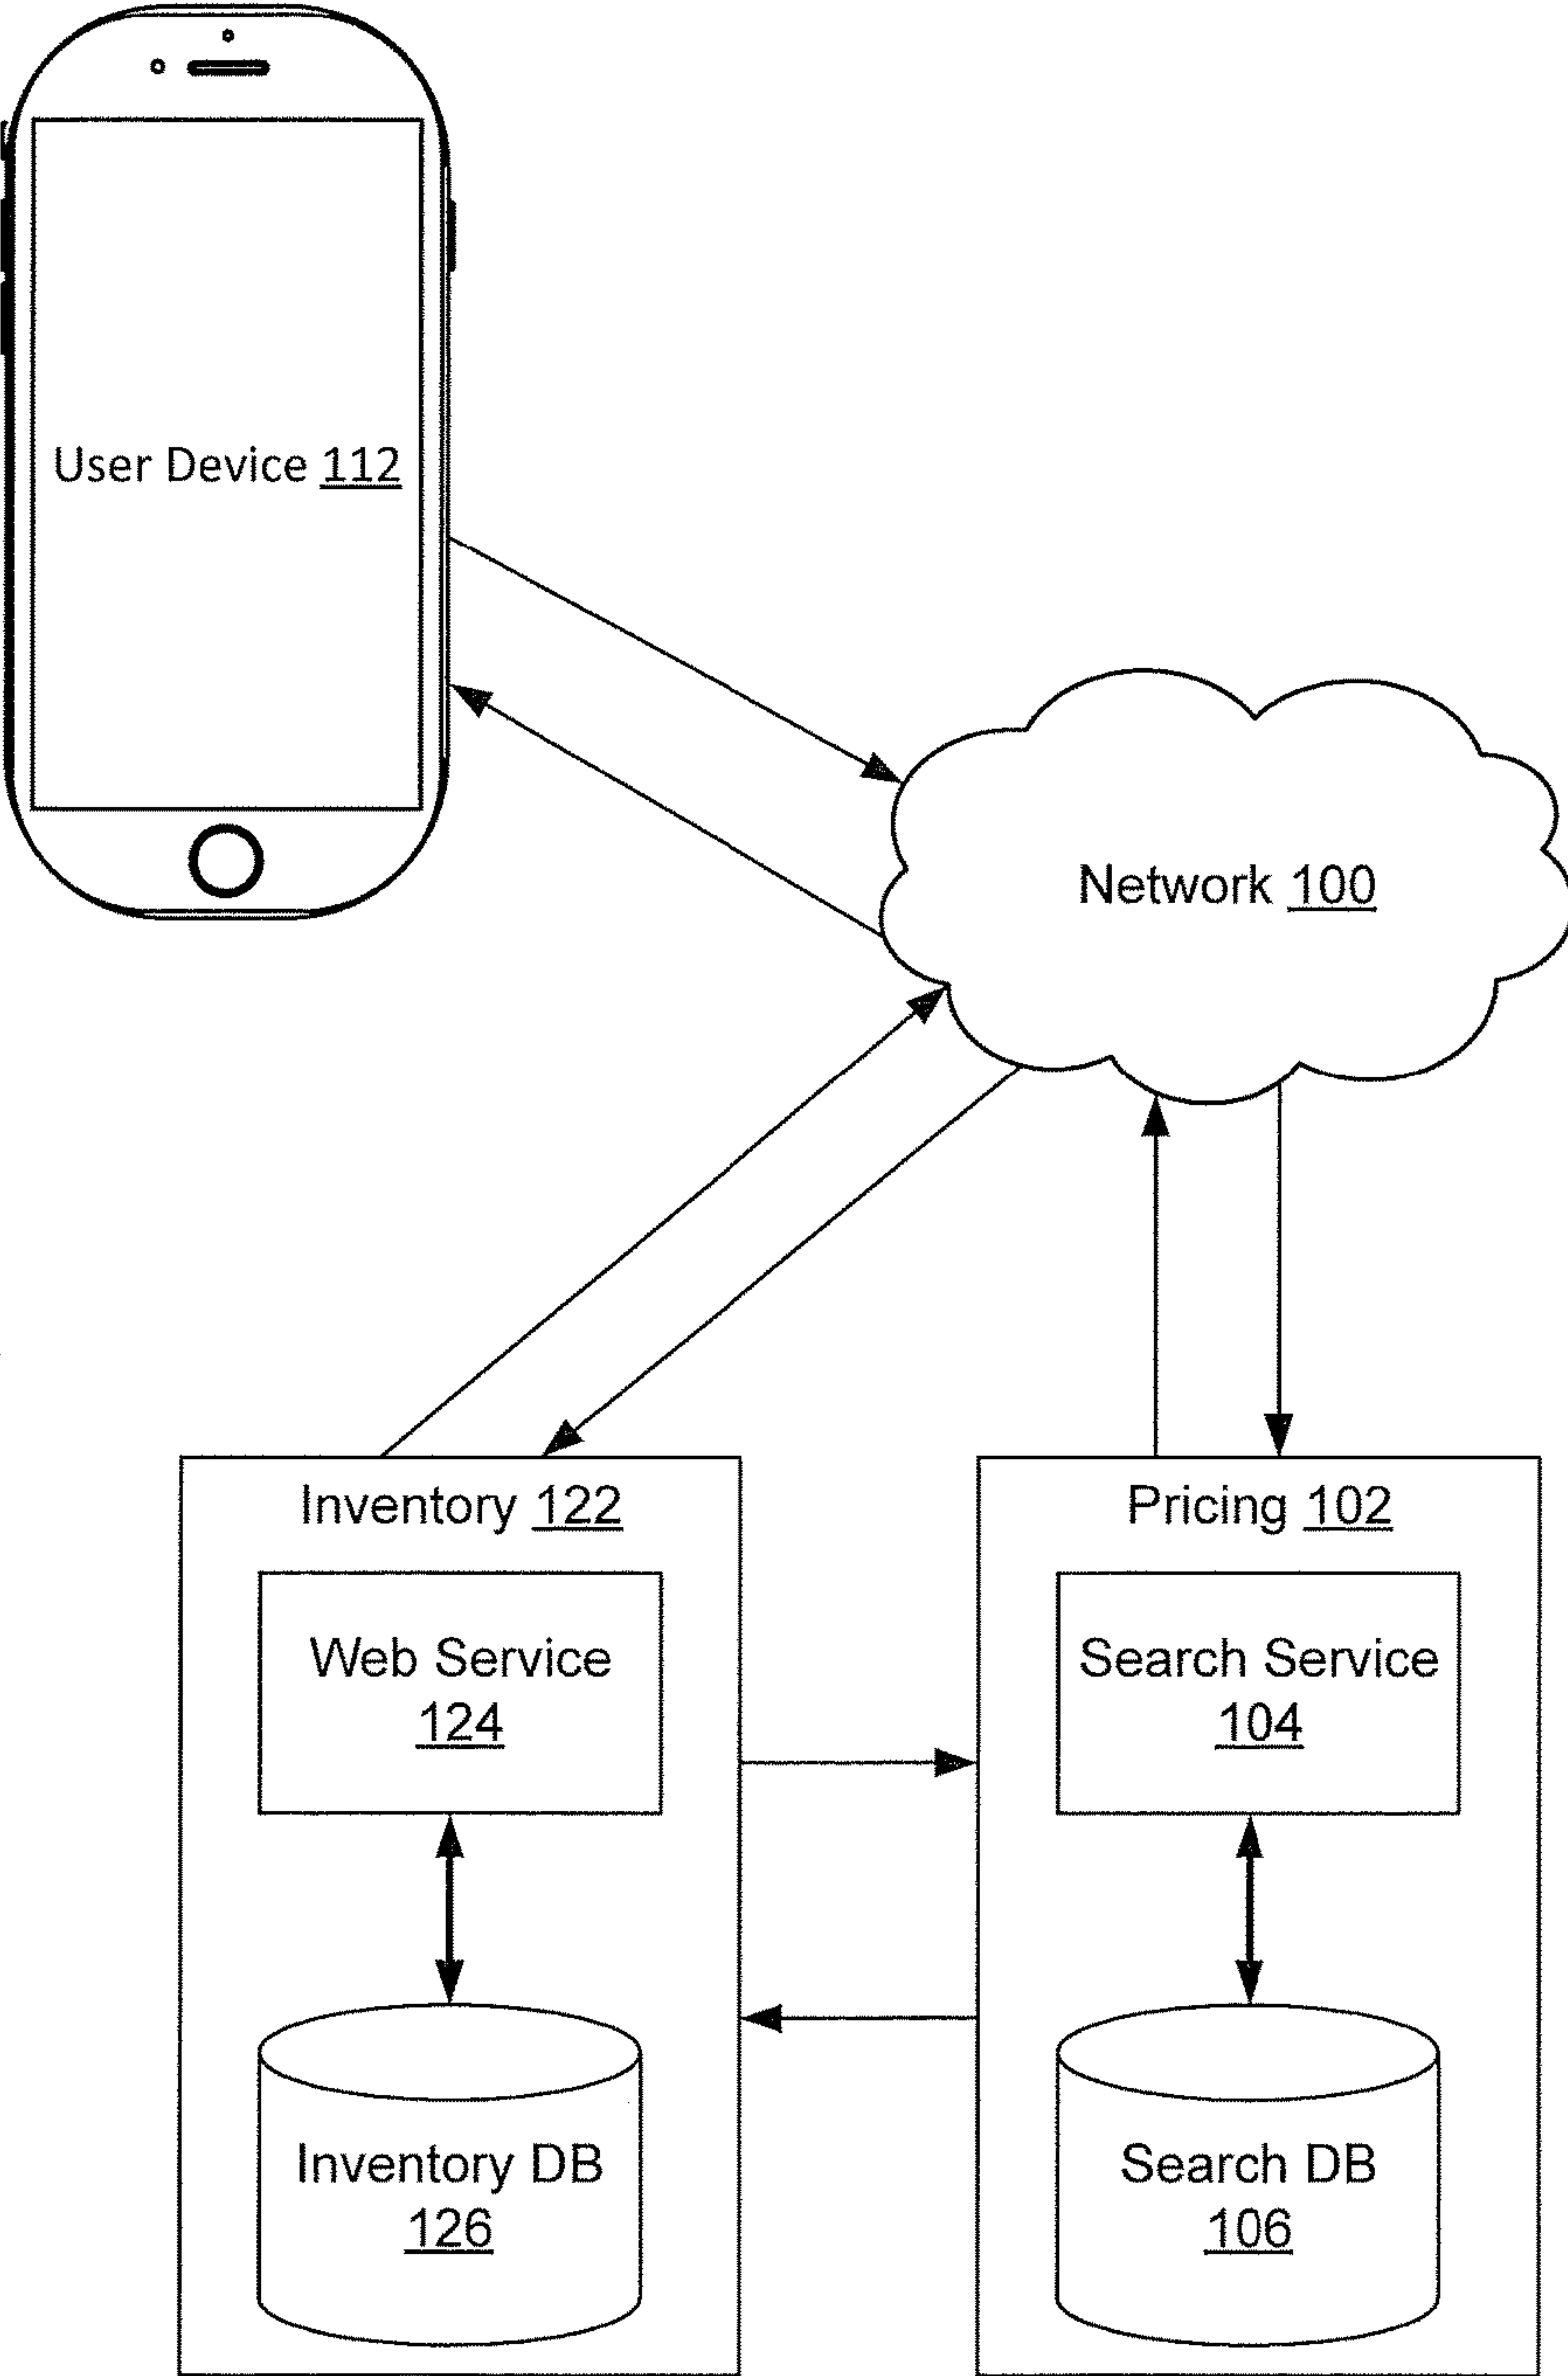 User Device 112
Network 100
Inventory 122
Web Service
124
Inventory DB
126
Pricing 102
Search Service
104
Search DB
106